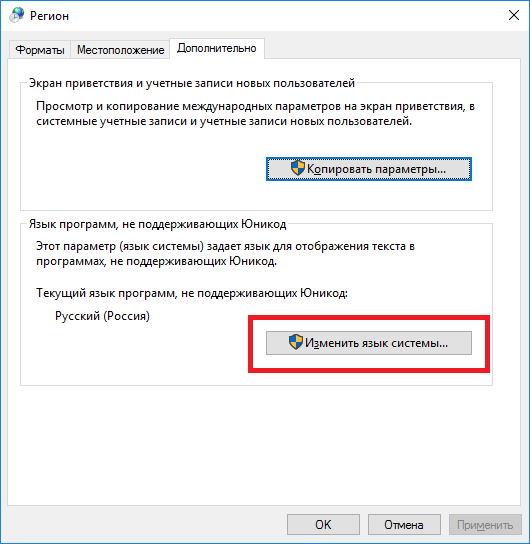 Регион
Форматы Местоположение Дополнительно
Экран приветствия и учетные записи новых пользователей
Просмотр и копирование международных параметров на экран приветствия, в
системные учетные записи и учетные записи новых пользователей.
Копировать параметры...
Язык программ, не поддерживающих Юникод
Этот параметр (язык системы) задает язык для отображения текста в
программах, не поддерживающих Юникод.
Текущий язык программ, не поддерживающих Юникод:
Русский (Россия)
Изменить язык системы...
OK Отмена Применить